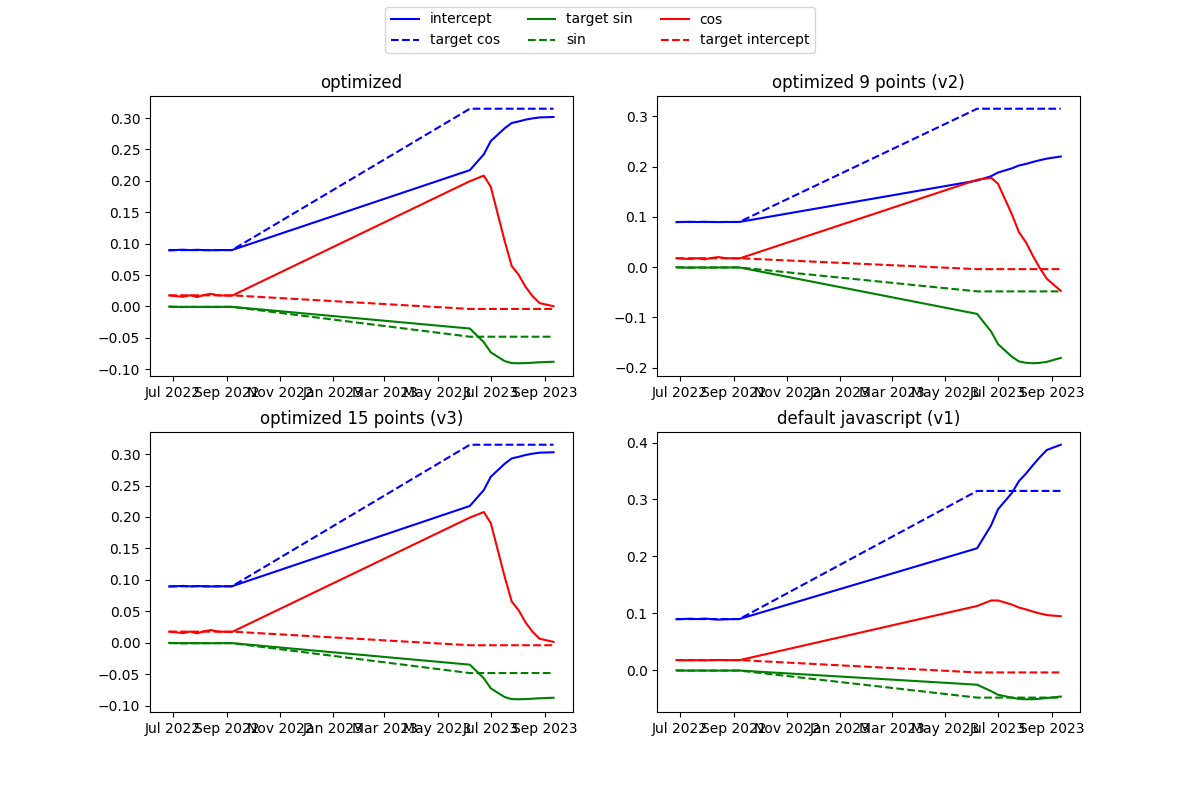 intercept target sin cos
target cos sin target intercept
optimized
0.30
0.25
0.20
0.15
0.10
0.05
0.00
−0.05
−0.10
Jul 2022 Sep 2022 Nov 2022 Jan 2023 Mar 2023 May 2023 Jul 2023 Sep 2023
optimized 9 points (v2)
0.3
0.2
0.1
0.0
−0.1
−0.2
Jul 2022 Sep 2022 Nov 2022 Jan 2023 Mar 2023 May 2023 Jul 2023 Sep 2023
optimized 15 points (v3)
0.30
0.25
0.20
0.15
0.10
0.05
0.00
−0.05
−0.10
Jul 2022 Sep 2022 Nov 2022 Jan 2023 Mar 2023 May 2023 Jul 2023 Sep 2023
default javascript (v1)
0.4
0.3
0.2
0.1
0.0
Jul 2022 Sep 2022 Nov 2022 Jan 2023 Mar 2023 May 2023 Jul 2023 Sep 2023